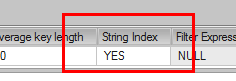 verage key length String Index Filter Express
0 YES NULL